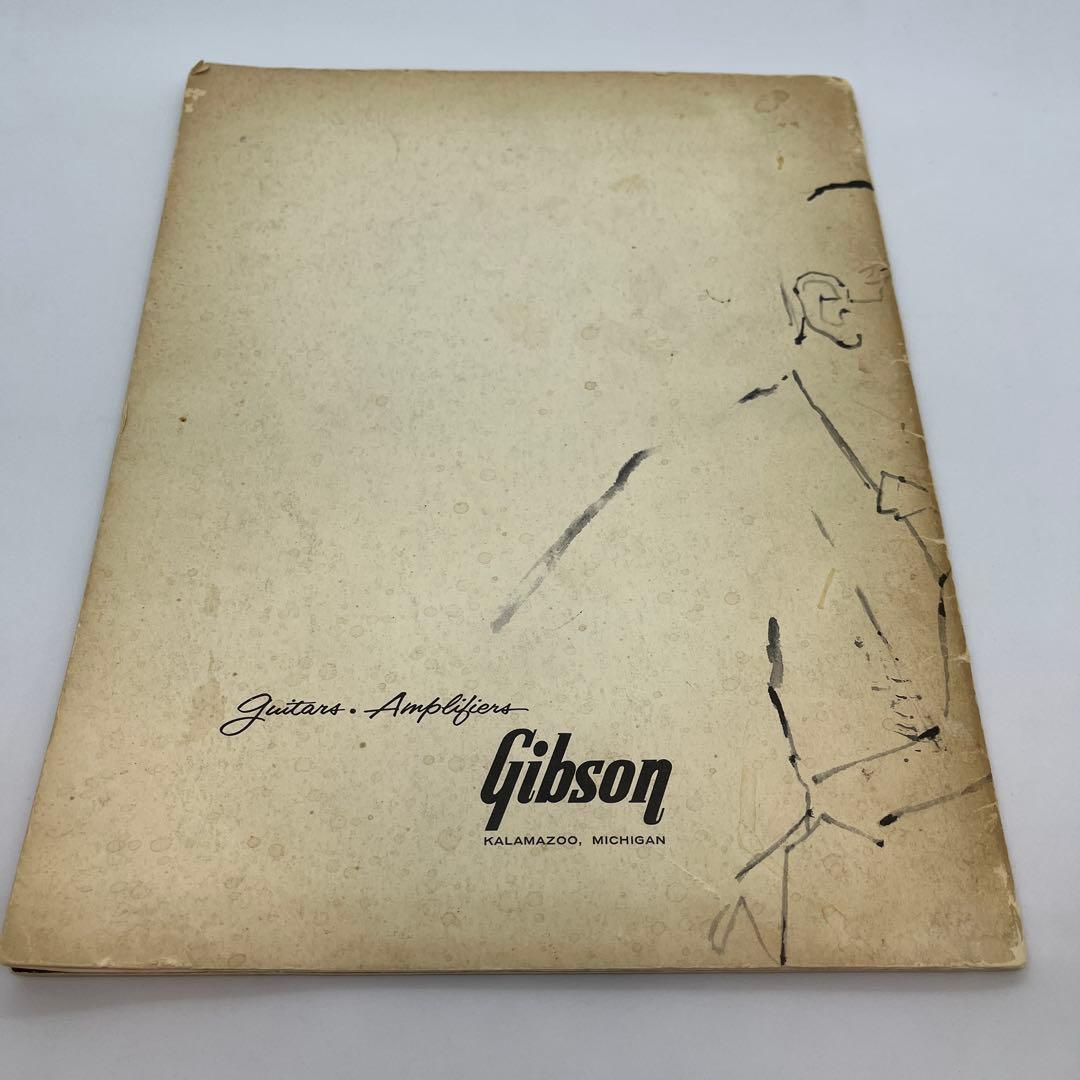 Guitars • Amplifiers
Gibson
KALAMAZOO, MICHIGAN